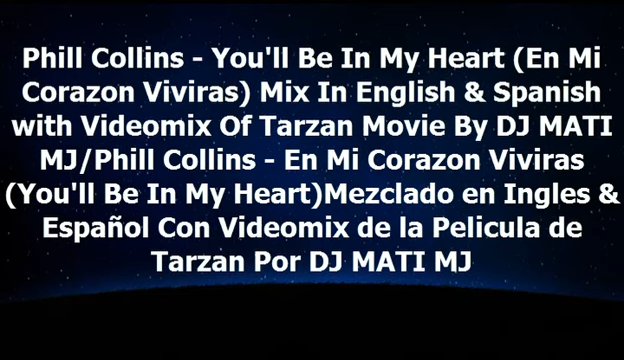 Phill Collins - You'll Be In My Heart (En Mi
Corazon Viviras) Mix In English & Spanish
with Videomix Of Tarzan Movie By DJ MATI
MJ/Phill Collins - En Mi Corazon Viviras
(You'll Be In My Heart)Mezclado en Ingles &
Español Con Videomix de la Pelicula de
Tarzan Por DJ MATI MJ